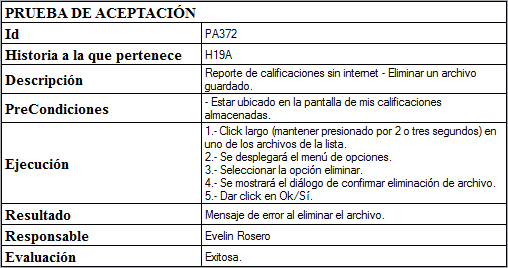 PRUEBA DE ACEPTACIÓN
Id PA372
Historia a la que pertenece H19A
Descripción Reporte de calificaciones sin internet - Eliminar un archivo
guardado.
PreCondiciones - Estar ubicado en la pantalla de mis calificaciones
almacenadas.
Ejecución 1.- Click largo (mantener presionado por 2 o tres segundos) en
uno de los archivos de la lista.
2.- Se desplegará el menú de opciones.
3.- Seleccionar la opción eliminar.
4.- Se mostrará el diálogo de confirmar eliminación de archivo.
5.- Dar click en Ok/Sí.
Resultado Mensaje de error al eliminar el archivo.
Responsable Evelin Rosero
Evaluación Exitosa.